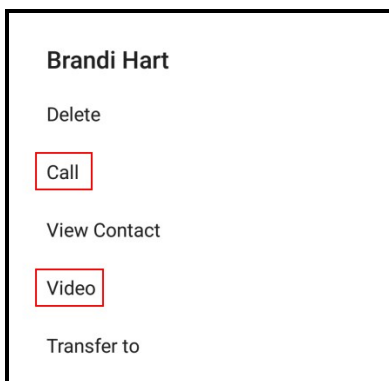 Brandi Hart
Delete
Call
View Contact
Video
Transfer to